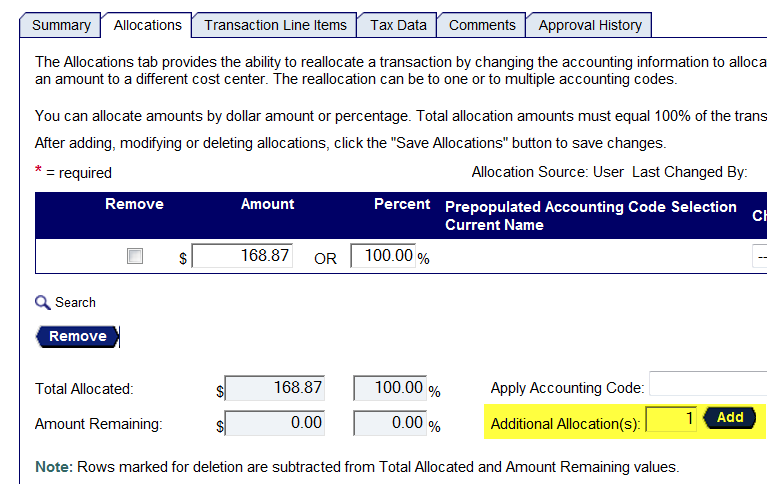 Summary Allocations Transaction Line Items Tax Data Comments Approval History
The Allocations tab provides the ability to reallocate a transaction by changing the accounting information to
an amount to a different cost center. The reallocation can be to one or to multiple accounting codes.
You can allocate amounts by dollar amount or percentage. Total allocation amounts must equal 100% of the
After adding, modifying or deleting allocations, click the "Save Allocations" button to save changes.
* = required Allocation Source: User Last Changed By:
Remove Amount Percent Prepopulated Accounting Code Selection
Current Name
$ 168.87 OR 100.00 %
Search
Remove
Total Allocated: $ 168.87 100.00 % Apply Accounting Code:
Amount Remaining: $ 0.00 0.00 % Additional Allocation(s): 1 Add
Note: Rows marked for deletion are subtracted from Total Allocated and Amount Remaining values.